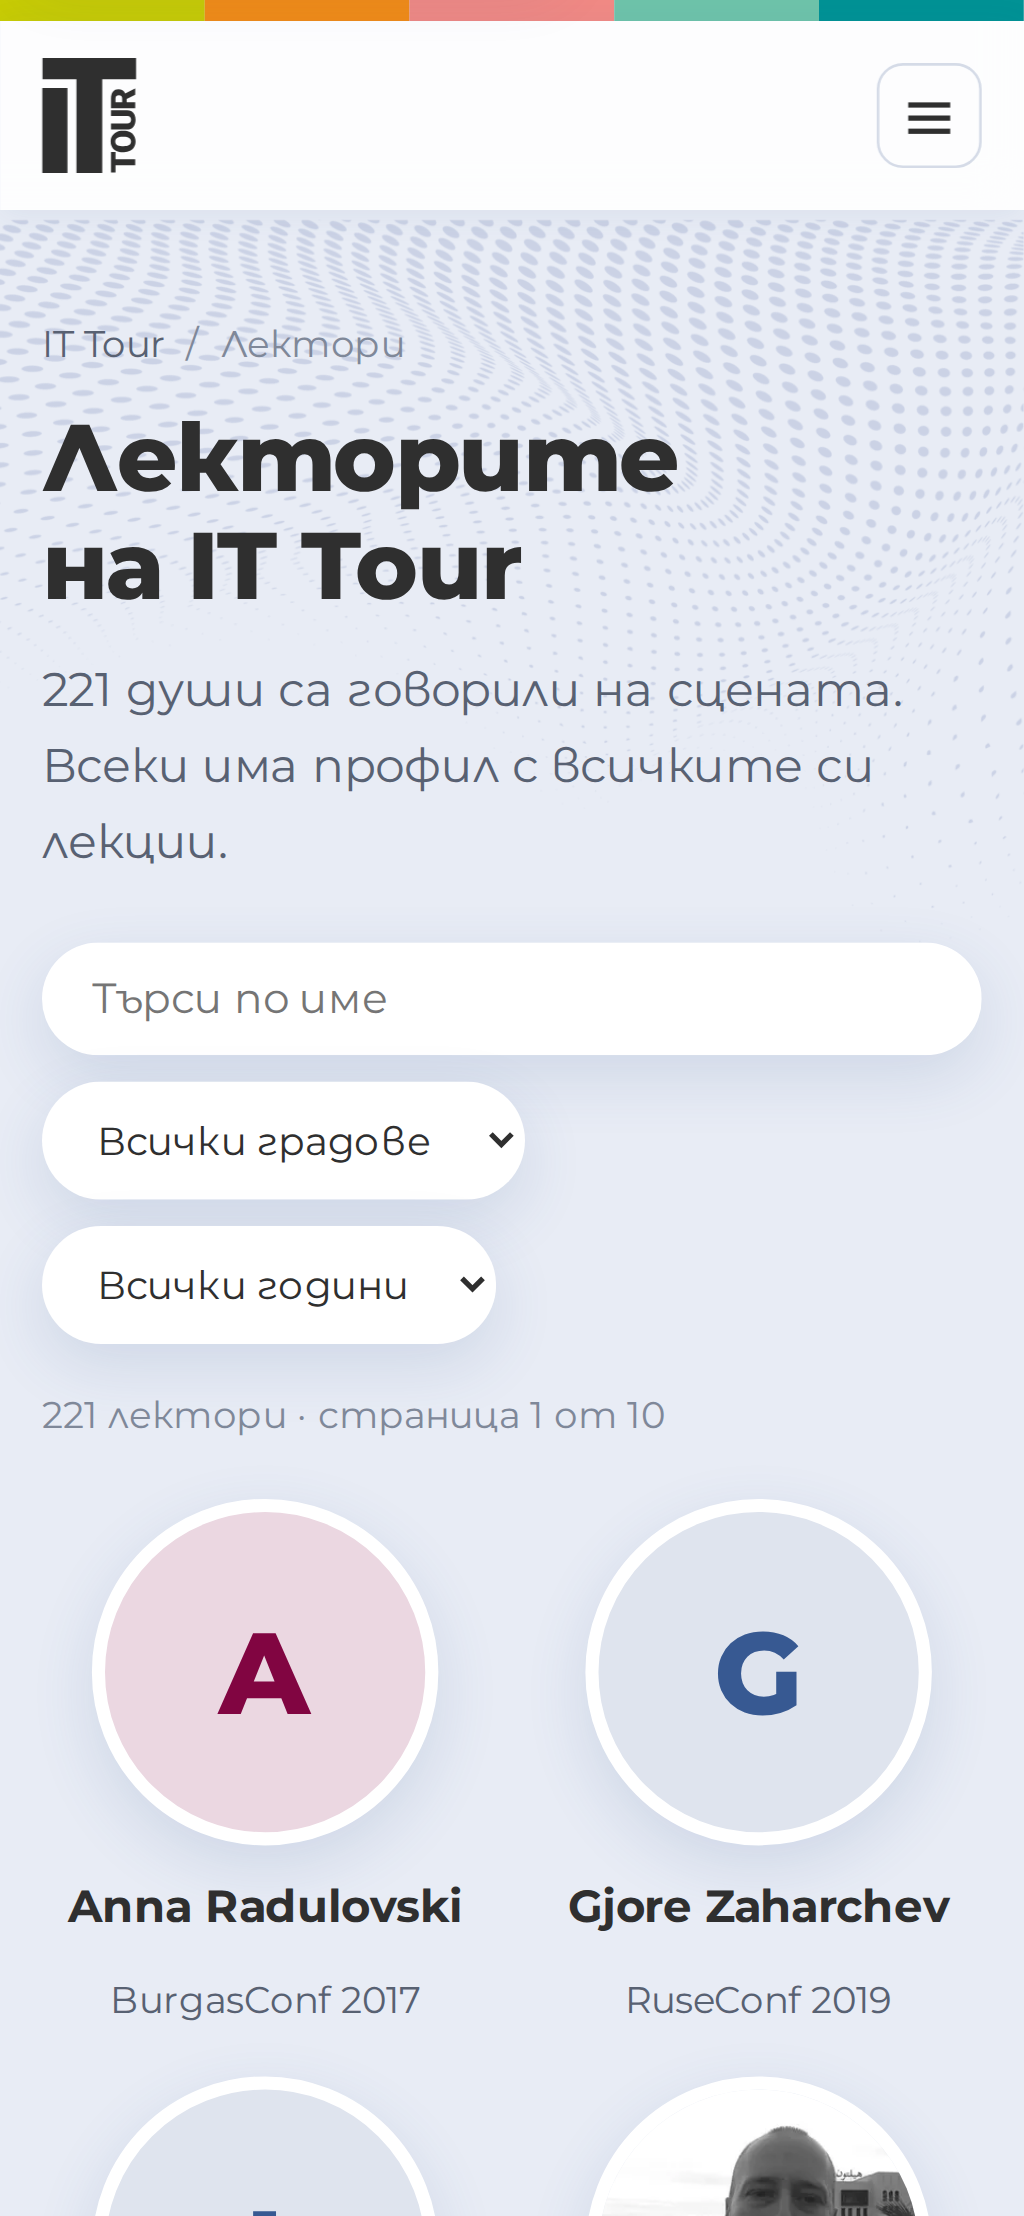 iT TOUR
IT Tour / Лектори
Лекторите
на IT Tour
221 души са говорили на сцената.
Всеки има профил с всичките си
лекции.
Търси по име
Всички градове
Всички години
221 лектори · страница 1 от 10
A
G
Anna Radulovski
Gjore Zaharchev
BurgasConf 2017
RuseConf 2019